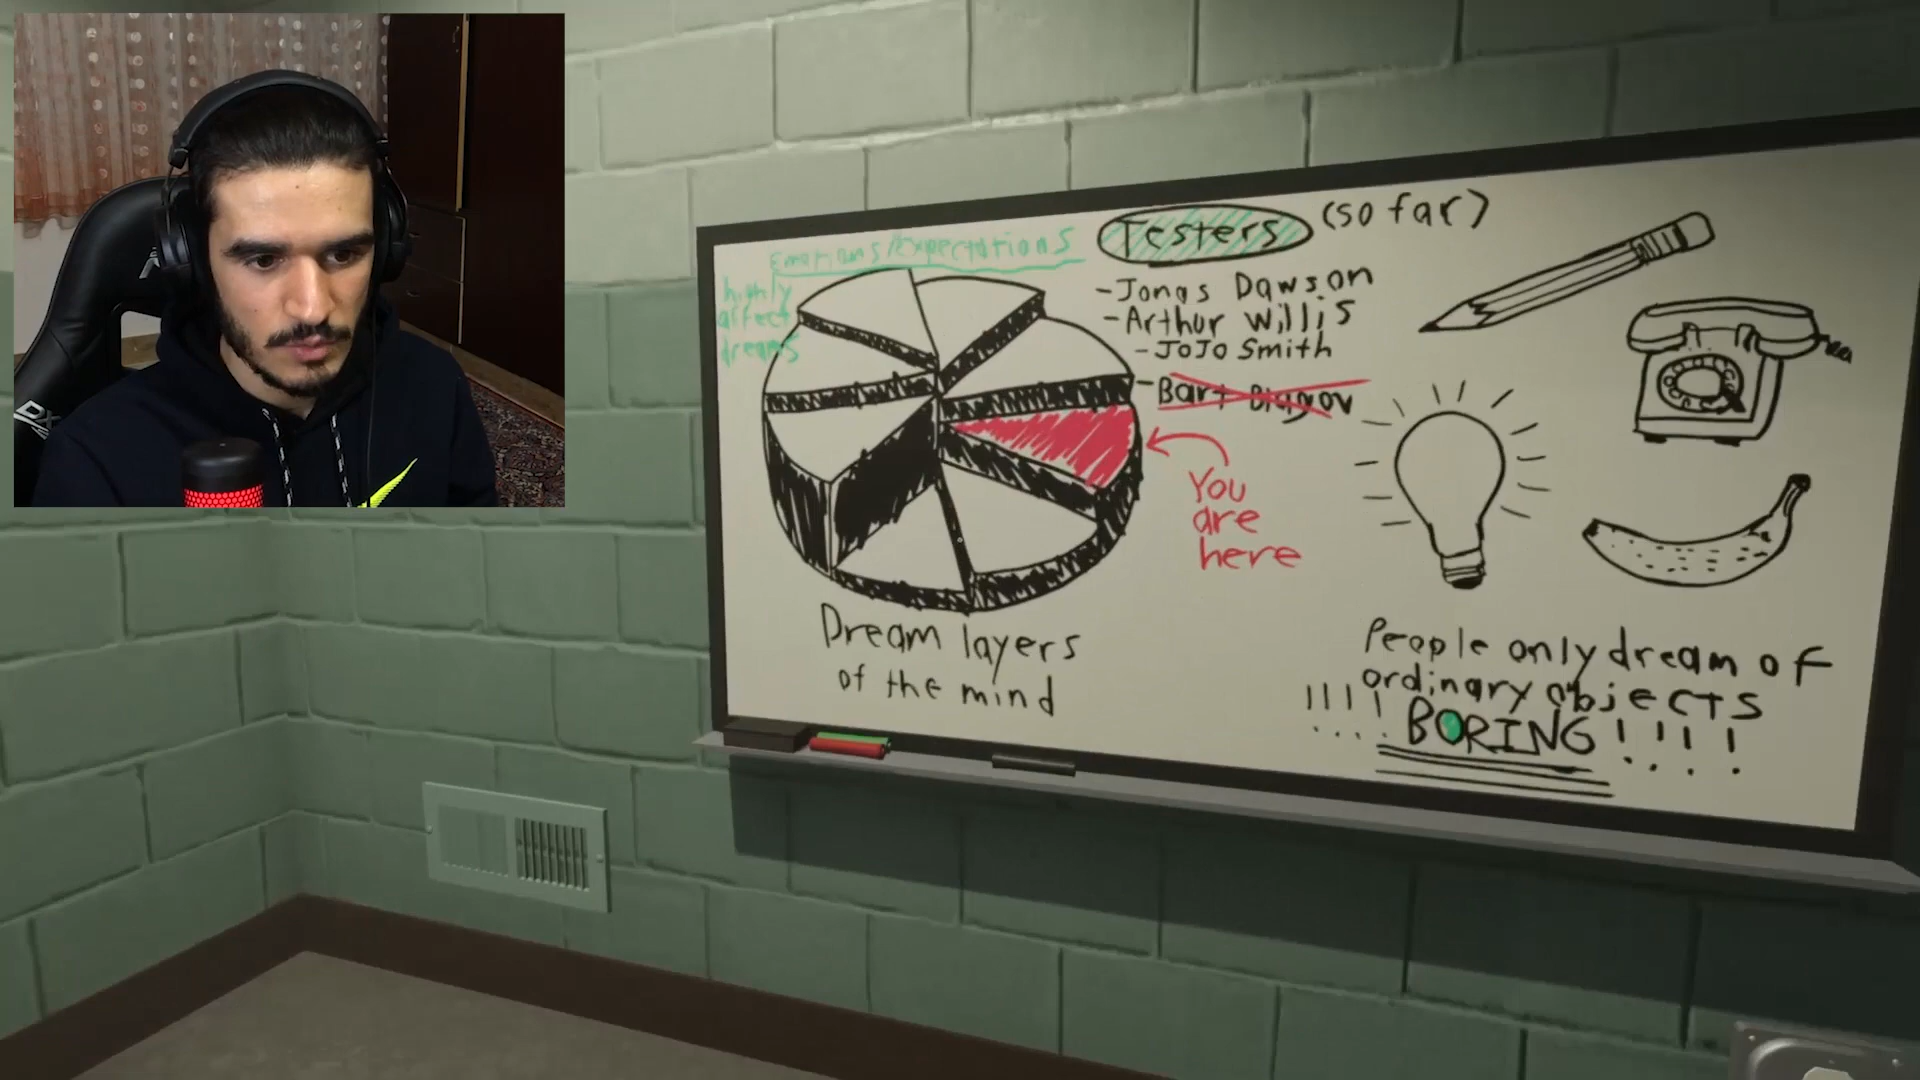 Emotions/expectations
highly
affect
dreams
Testers (so far)
-Jonas Dawson
-Arthur Willis
-JoJo Smith
-Bart
You
are
here
Dream layers
of the mind
People only dream of
ordinary objects
!!!! BORING !!!!
DX